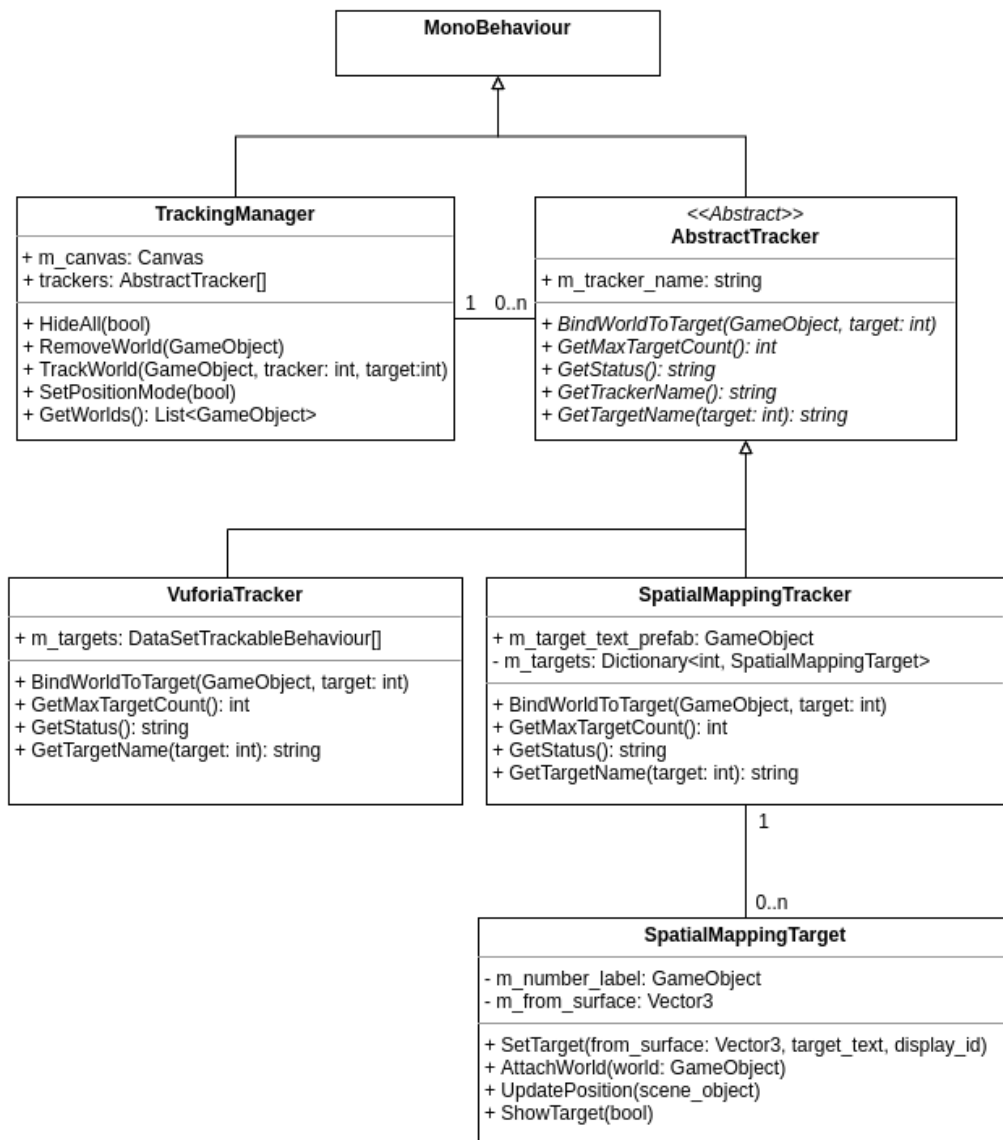 MonoBehaviour
TrackingManager
+ m_canvas: Canvas
+ trackers: AbstractTracker[]
+ HideAll(bool)
+ RemoveWorld(GameObject)
+ TrackWorld(GameObject, tracker: int, target:int)
+ SetPositionMode(bool)
+ GetWorlds(): List<GameObject>
1
0..n
<<Abstract>>
AbstractTracker
+ m_tracker_name: string
+ BindWorldToTarget(GameObject, target: int)
+ GetMaxTargetCount(): int
+ GetStatus(): string
+ GetTrackerName(): string
+ GetTargetName(target: int): string
VuforiaTracker
+ m_targets: DataSetTrackableBehaviour[]
+ BindWorldToTarget(GameObject, target: int)
+ GetMaxTargetCount(): int
+ GetStatus(): string
+ GetTargetName(target: int): string
SpatialMappingTracker
+ m_target_text_prefab: GameObject
- m_targets: Dictionary<int, SpatialMappingTarget>
+ BindWorldToTarget(GameObject, target: int)
+ GetMaxTargetCount(): int
+ GetStatus(): string
+ GetTargetName(target: int): string
1
0..n
SpatialMappingTarget
- m_number_label: GameObject
- m_from_surface: Vector3
+ SetTarget(from_surface: Vector3, target_text, display_id)
+ AttachWorld(world: GameObject)
+ UpdatePosition(scene_object)
+ ShowTarget(bool)